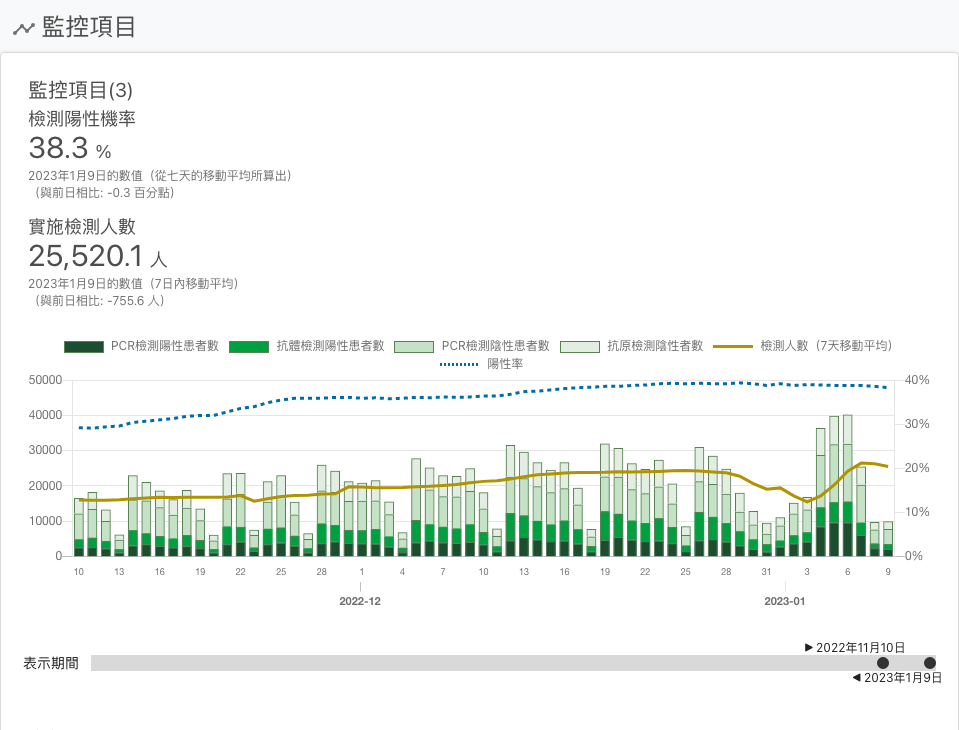 監控項目
監控項目(3)
檢測陽性機率
38.3 %
2023年1月9日的數值（從七天的移動平均所算出）
（與前日相比: -0.3 百分點）
實施檢測人數
25,520.1 人
2023年1月9日的數值（7日內移動平均）
（與前日相比: -755.6 人）
PCR檢測陽性患者數 抗體檢測陽性患者數 PCR檢測陰性患者數 抗原檢測陰性者數 檢測人數（7天移動平均）
陽性率
50000 40%
40000
30% 
30000
20%
20000
10%
10000
0 0%
10 13 16 19 22 25 28 1 4 7 10 13 16 19 22 25 28 31 3 6 9
2022-12 2023-01
▶ 2022年11月10日
表示期間
◀ 2023年1月9日